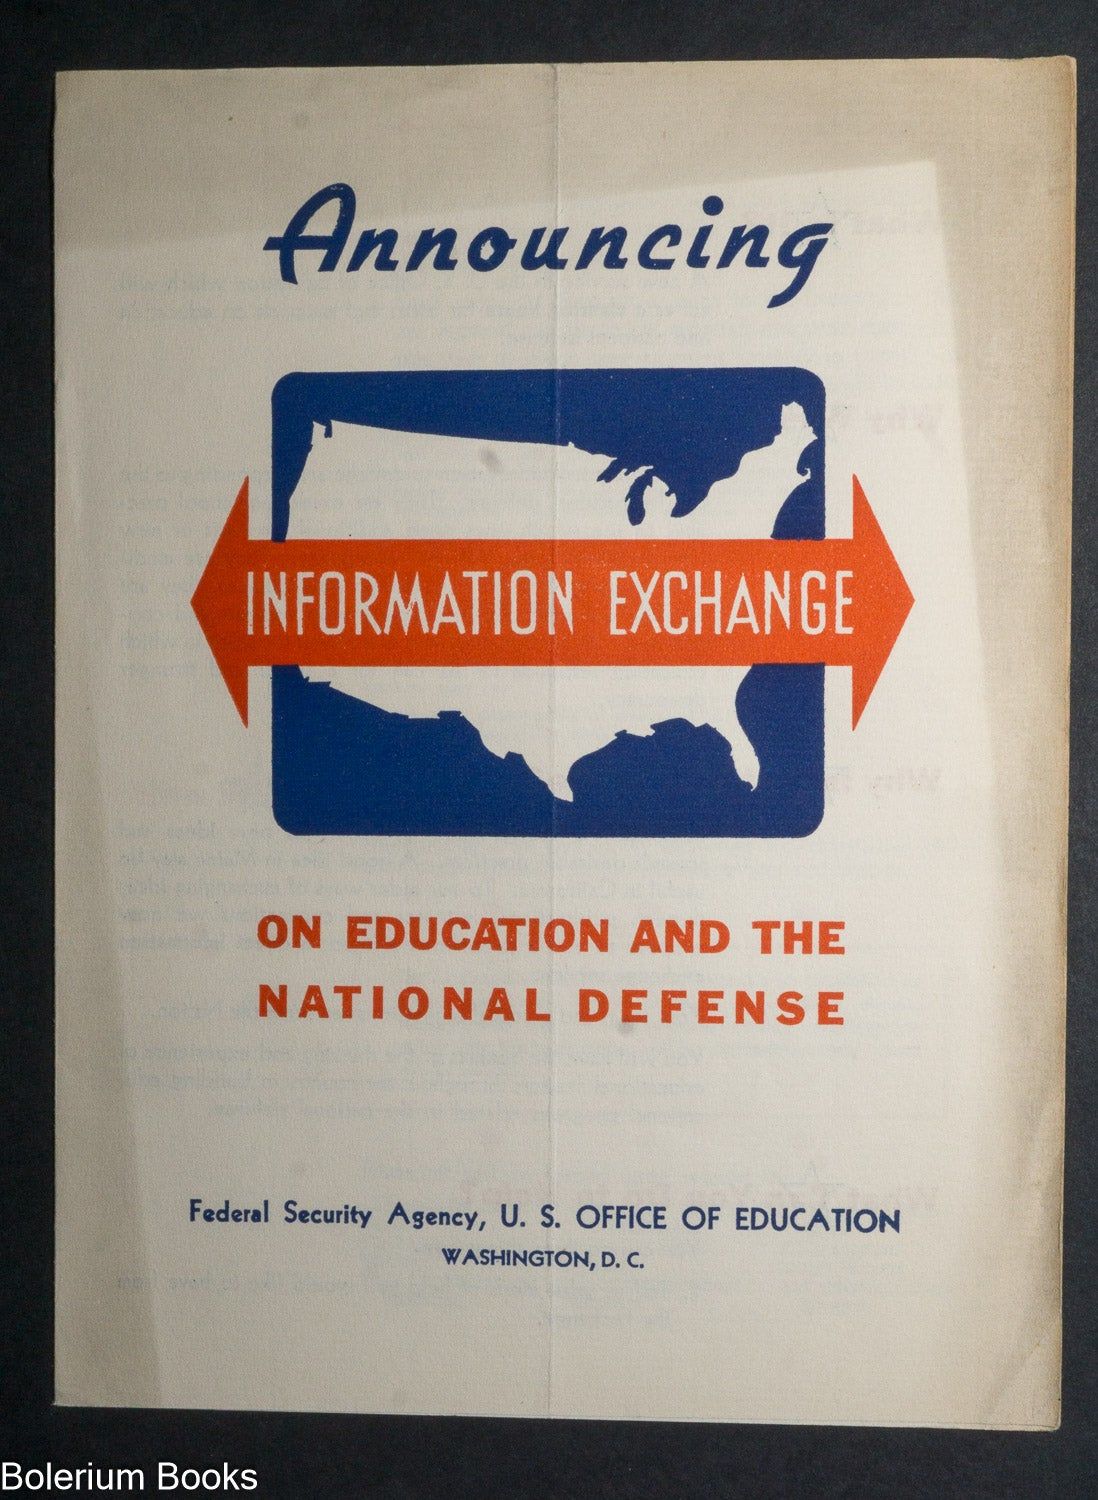 Announcing
INFORMATION EXCHANGE
ON EDUCATION AND THE
NATIONAL DEFENSE
Federal Security Agency, U. S. OFFICE OF EDUCATION
WASHINGTON, D. C.
Bolerium Books